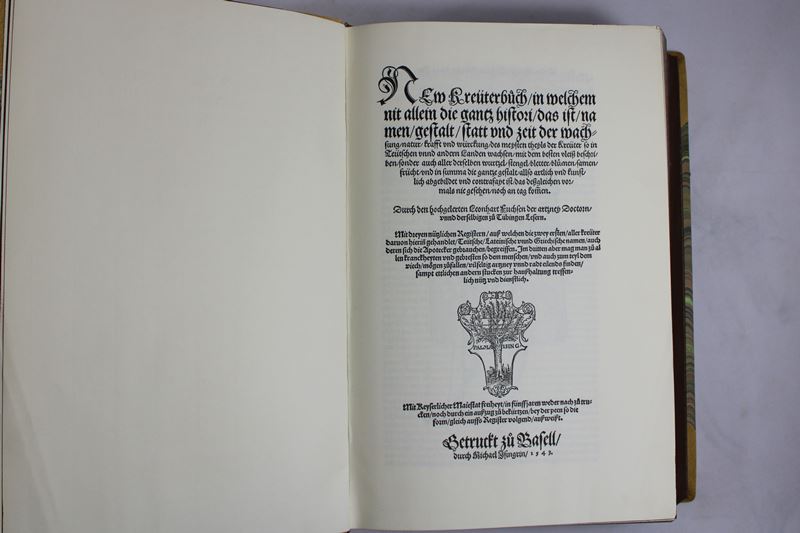 New Kreüterbůch/in welchem
nit allein die gantz histori/das ist/na
men/gestalt/statt vnd zeit der wach-
sung/natur/krafft vnd würckung/des meysten theyls der Kreüter so in
Teütschen vnnd andern Landen wachsen/mit dem besten vleiß beschri-
ben/sonder auch aller derselben wurtzel/stengel/bletter/blůmen/samen/
frücht/vnd in summa die gantze gestalt/allso artlich vnd kunst-
lich abgebildet vnd contrafayt ist/das deßgleichen vor-
mals nie gesehen/noch an tag kom̃en.
Durch den hochgelerten Leonhart Fuchsen der artzney Doctorn/
vnnd derselbigen zů Tübingen Lesern.
Mit dreyen nützlichen Registern/auß welchen die zwey ersten/aller kreüter
daruon hierin̄ gehandlet/Teütsche/Lateinische vnnd Griechische namen/auch
deren sich die Apotecker gebrauchen/begreiffen. Im dritten aber mag man zů al
len kranckheyten vnd gebresten so dem menschen/vnd auch zum teyl dem
viech/mögen zůfallen/vilfeltig artzney vnnd radt eilends finden/
sampt ettlichen andern stucken zur haußhaltung treffen-
lich nütz vnd dienstlich.
PALMA ISING
Mit Keyserlicher Maiestat freiheyt/in fünff jaren weder nach zů tru-
cken/noch durch ein außzug zů bekürtzen/bey der peen so die
form/gleich auffs Register volgend/außweißt.
Getruckt zů Basell/
durch Michael Isingrin/1543.